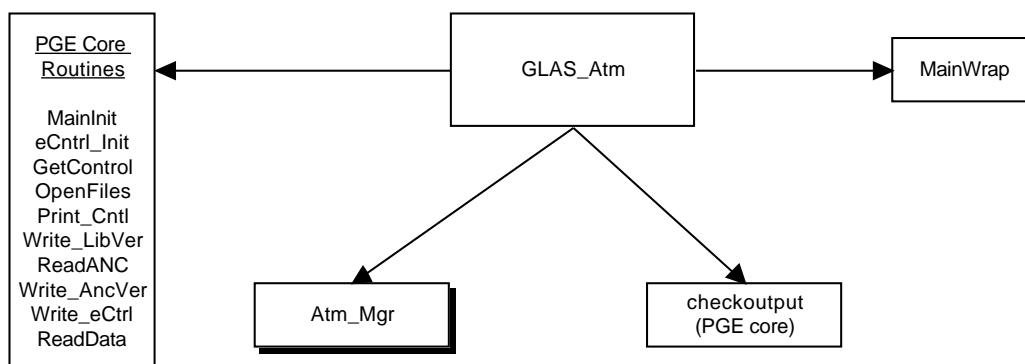 PGE Core
Routines
MainInit
eCntrl_Init
GetControl
OpenFiles
Print_Cntl
Write_LibVer
ReadANC
Write_AncVer
Write_eCtrl
ReadData
GLAS_Atm
MainWrap
Atm_Mgr
checkoutput
(PGE core)